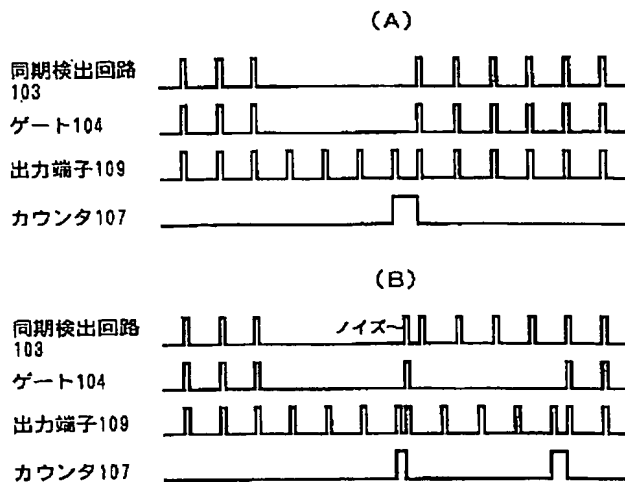 (A)
同期検出回路
103
ゲート104
出力端子109
カウンタ107
(B)
同期検出回路
103
ノイズ〜
ゲート104
出力端子109
カウンタ107